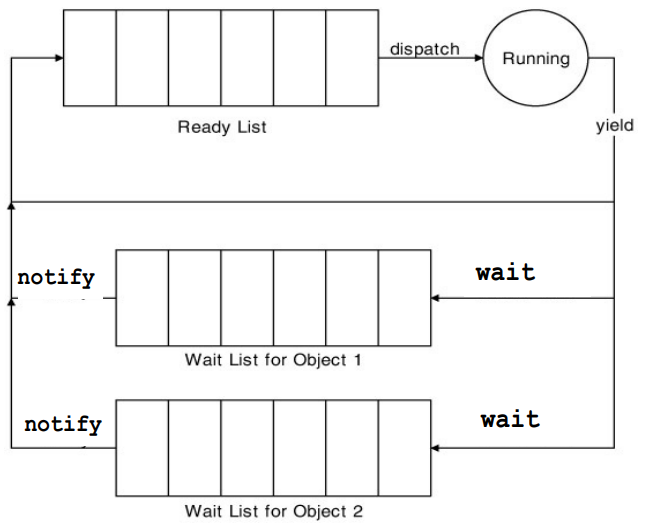 dispatch
Running
Ready List
yield
notify
wait
Wait List for Object 1
notify
wait
Wait List for Object 2